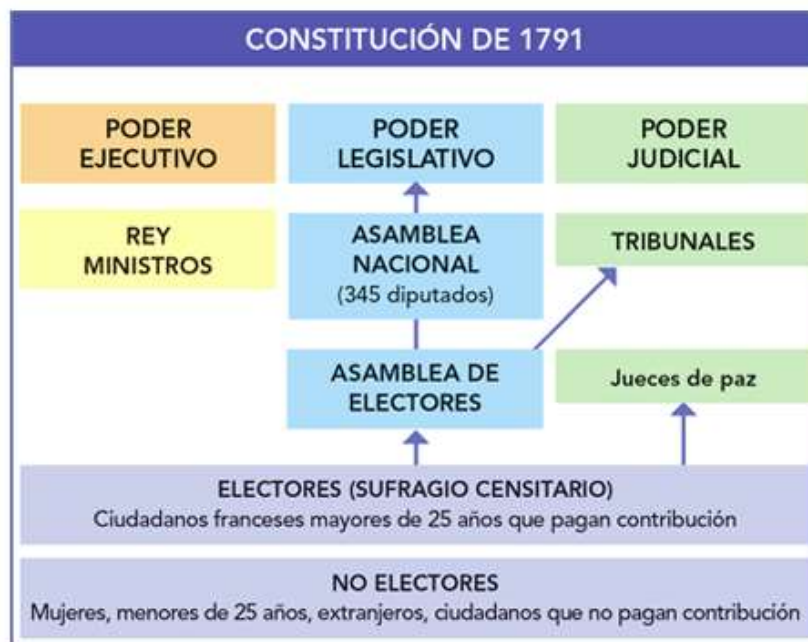 CONSTITUCIÓN DE 1791
PODER
EJECUTIVO
PODER
LEGISLATIVO
PODER
JUDICIAL
REY
MINISTROS
ASAMBLEA
NACIONAL
(345 diputados)
TRIBUNALES
ASAMBLEA DE
ELECTORES
Jueces de paz
ELECTORES (SUFRAGIO CENSITARIO)
Ciudadanos franceses mayores de 25 años que pagan contribución
NO ELECTORES
Mujeres, menores de 25 años, extranjeros, ciudadanos que no pagan contribución